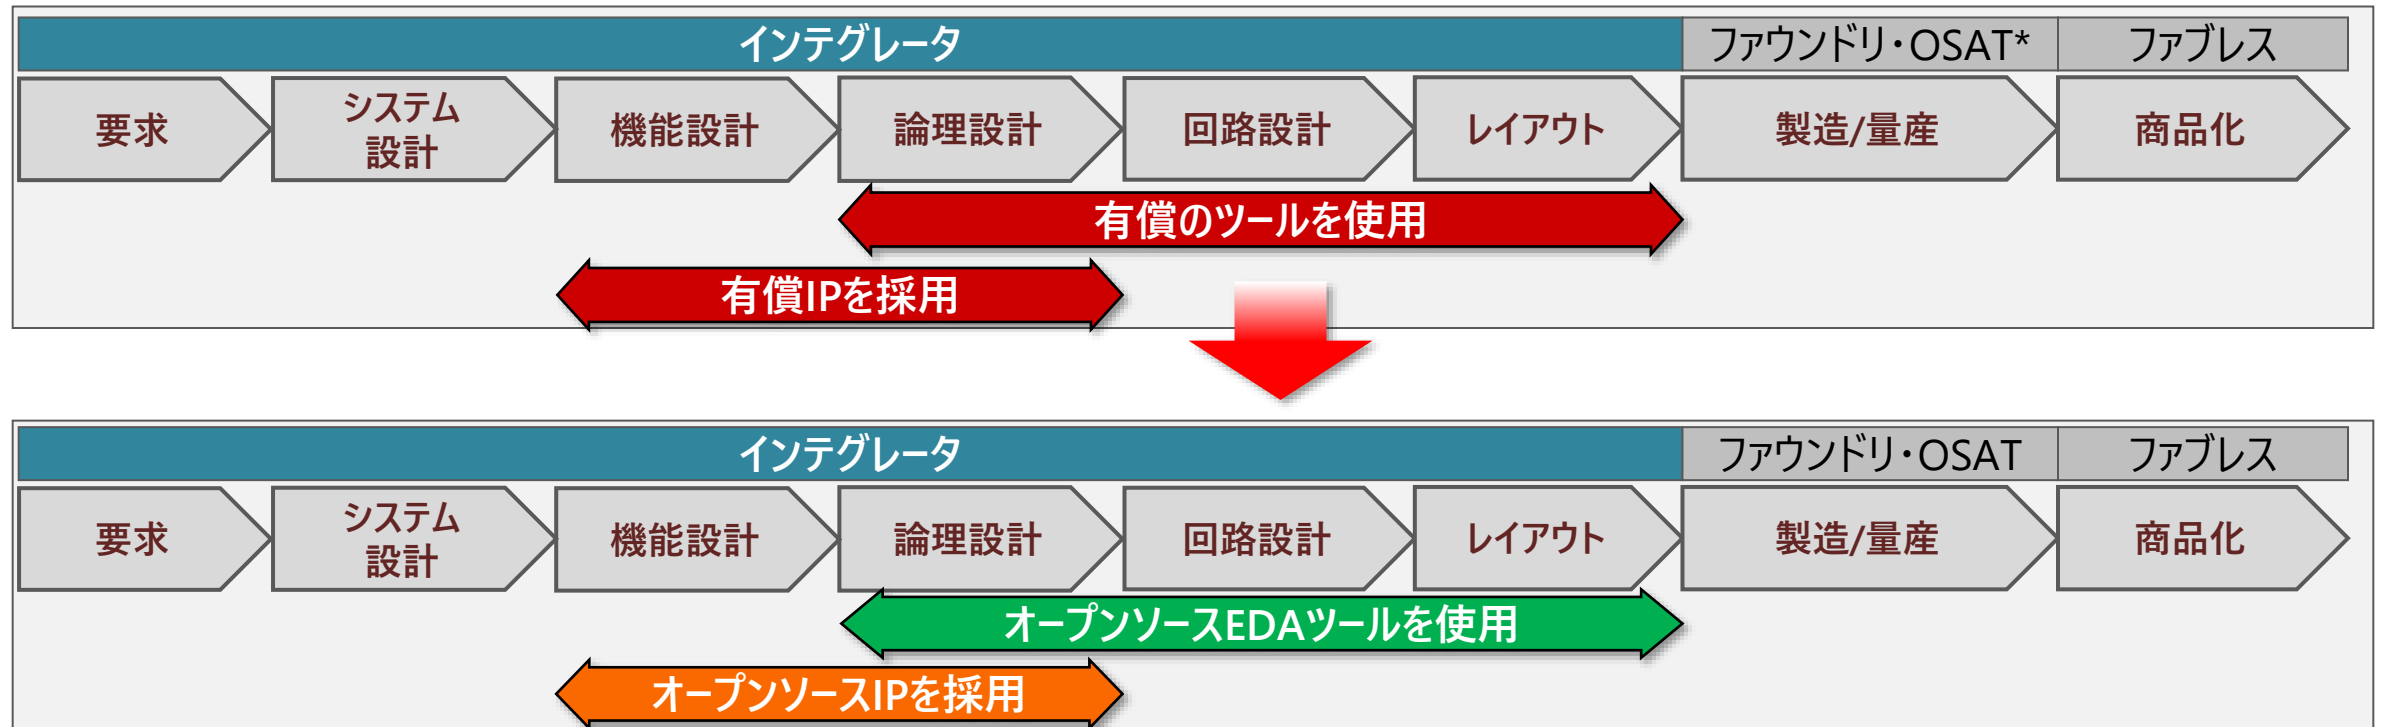 インテグレータ
ファウンドリ・OSAT*
ファブレス
要求
システム
設計
機能設計
論理設計
回路設計
レイアウト
製造/量産
商品化
有償のツールを使用
有償IPを採用
インテグレータ
ファウンドリ・OSAT
ファブレス
要求
システム
設計
機能設計
論理設計
回路設計
レイアウト
製造/量産
商品化
オープンソースEDAツールを使用
オープンソースIPを採用